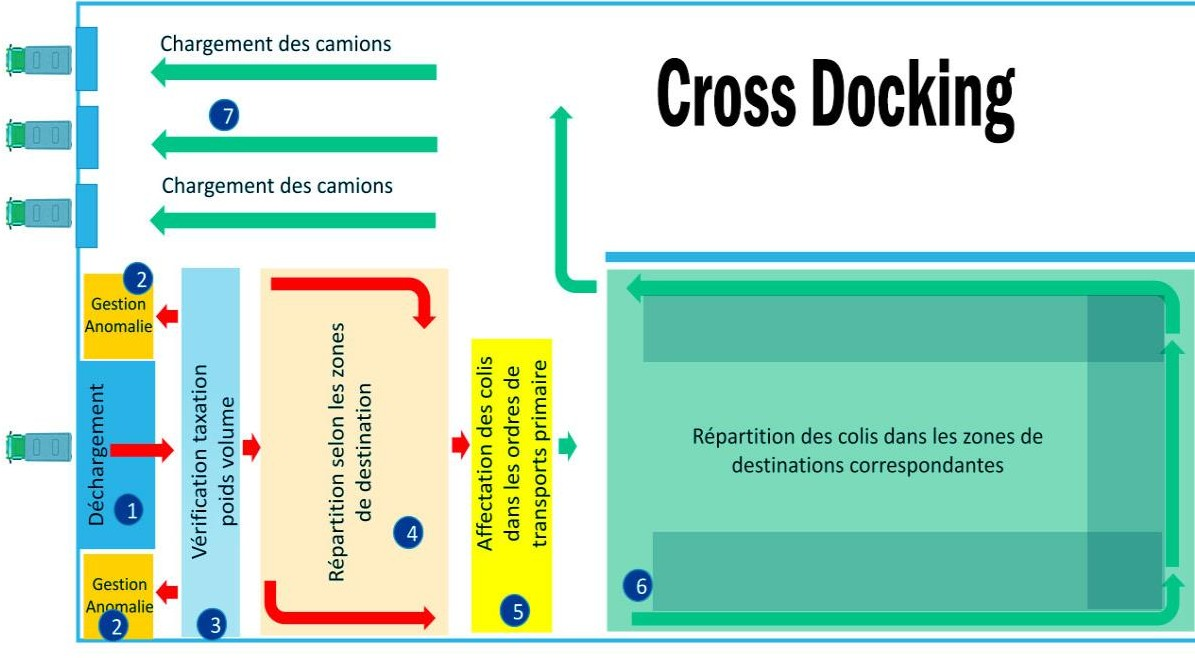 Chargement des camions
Cross Docking
7
Chargement des camions
2
Gestion
Anomalie
Déchargement
1
Gestion
Anomalie
2
Vérification taxation
poids volume
3
Répartition selon les zones
de destination
4
Affectation des colis
dans les ordres de
transports primaire
5
Répartition des colis dans les zones de
destinations correspondantes
6